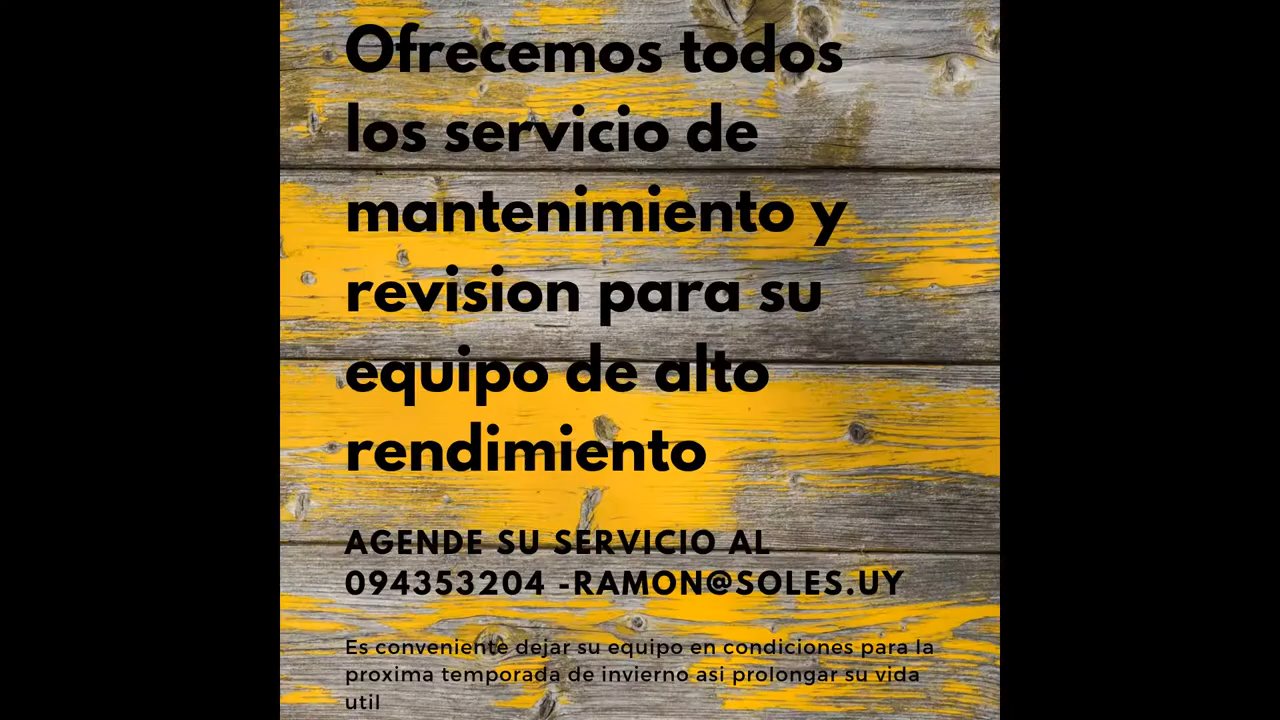 Ofrecemos todos
los servicio de
mantenimiento y
revision para su
equipo de alto
rendimiento
AGENDE SU SERVICIO AL
094353204 -RAMON@SOLES.UY
Es conveniente dejar su equipo en condiciones para la
proxima temporada de invierno asi prolongar su vida
util